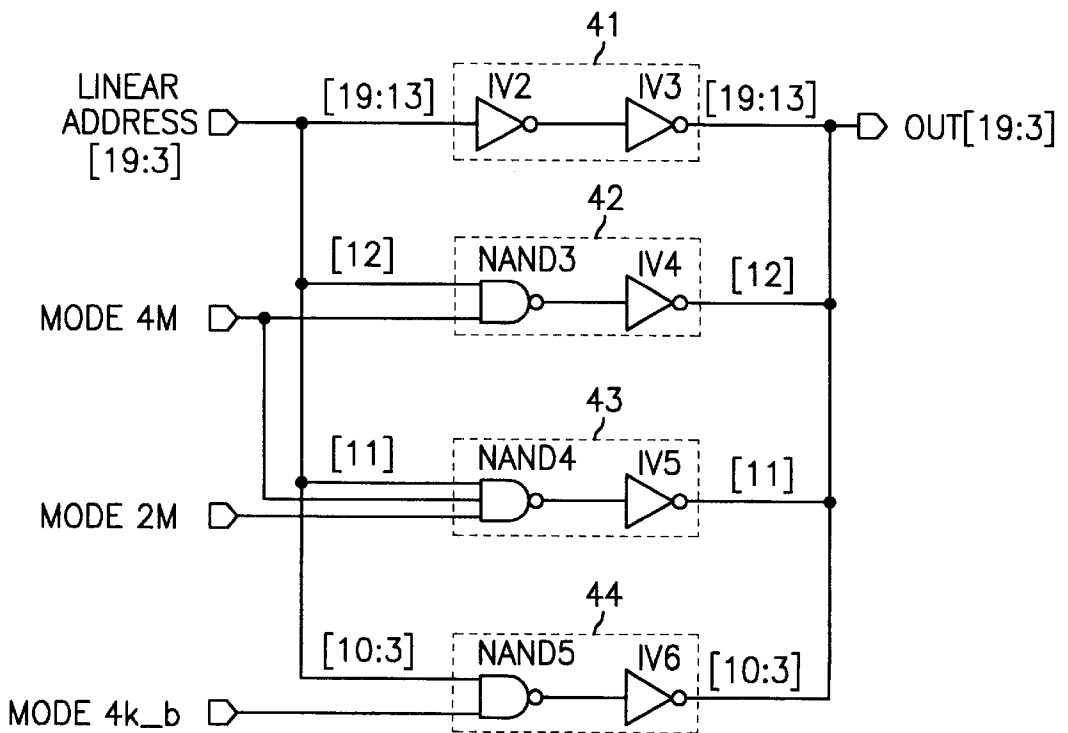 41
LINEAR
ADDRESS
[19:3]
[19:13]
IV2
IV3
[19:13]
OUT[19:3]
42
[12]
NAND3
IV4
[12]
MODE 4M
43
[11]
NAND4
IV5
[11]
MODE 2M
44
[10:3]
NAND5
IV6
[10:3]
MODE 4k_b